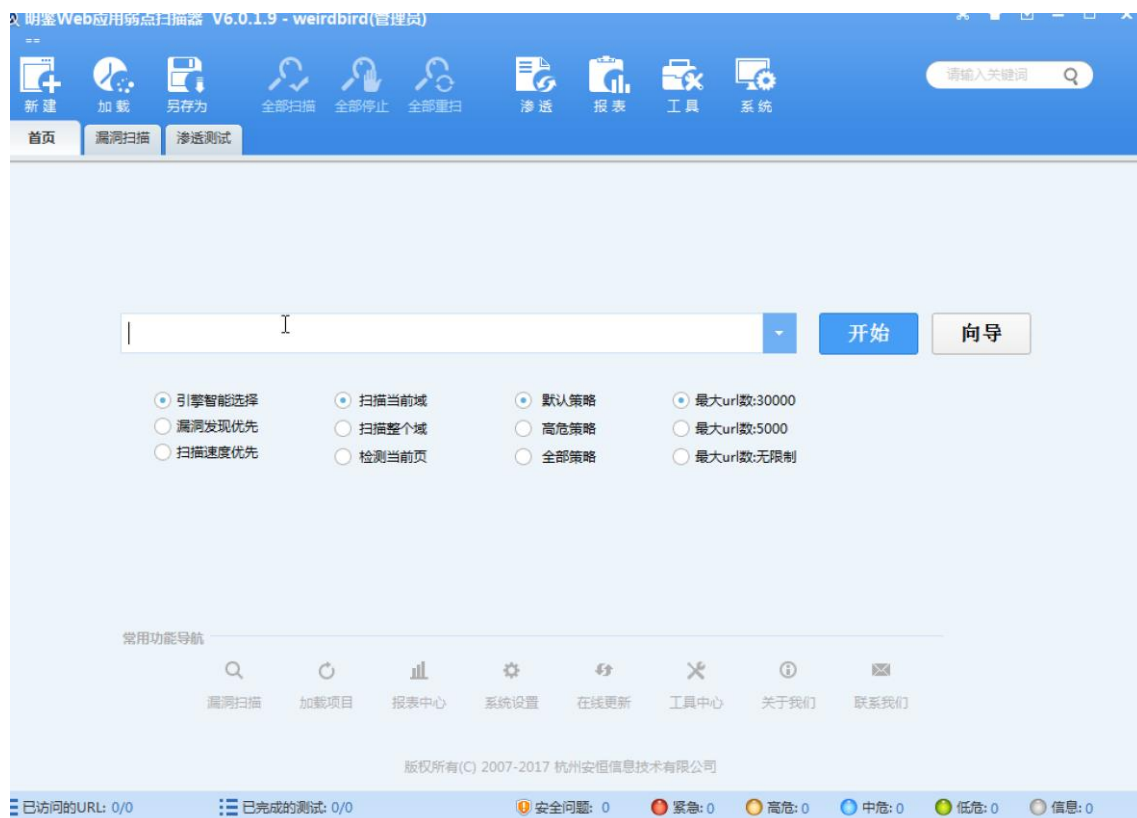 明鉴Web应用弱点扫描器 V6.0.1.9 - weirdbird(管理员)
==
新建 加载 另存为 全部扫描 全部停止 全部重扫 渗透 报表 工具 系统 请输入关键词
首页 漏洞扫描 渗透测试
开始 向导
引擎智能选择 扫描当前域 默认策略 最大url数:30000
漏洞发现优先 扫描整个域 高危策略 最大url数:5000
扫描速度优先 检测当前页 全部策略 最大url数:无限制
常用功能导航
漏洞扫描 加载项目 报表中心 系统设置 在线更新 工具中心 关于我们 联系我们
版权所有(C) 2007-2017 杭州安恒信息技术有限公司
已访问的URL: 0/0 已完成的测试: 0/0 安全问题: 0 紧急: 0 高危: 0 中危: 0 低危: 0 信息: 0